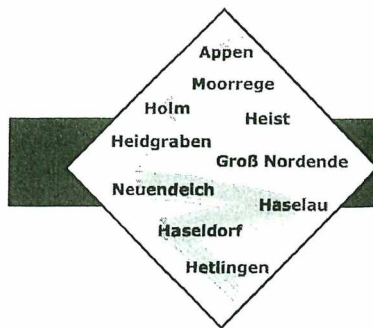 Appen
Moorrege
Holm
Heist
Heidgraben
Groß Nordende
Neuendeich
Haselau
Haseldorf
Hetlingen